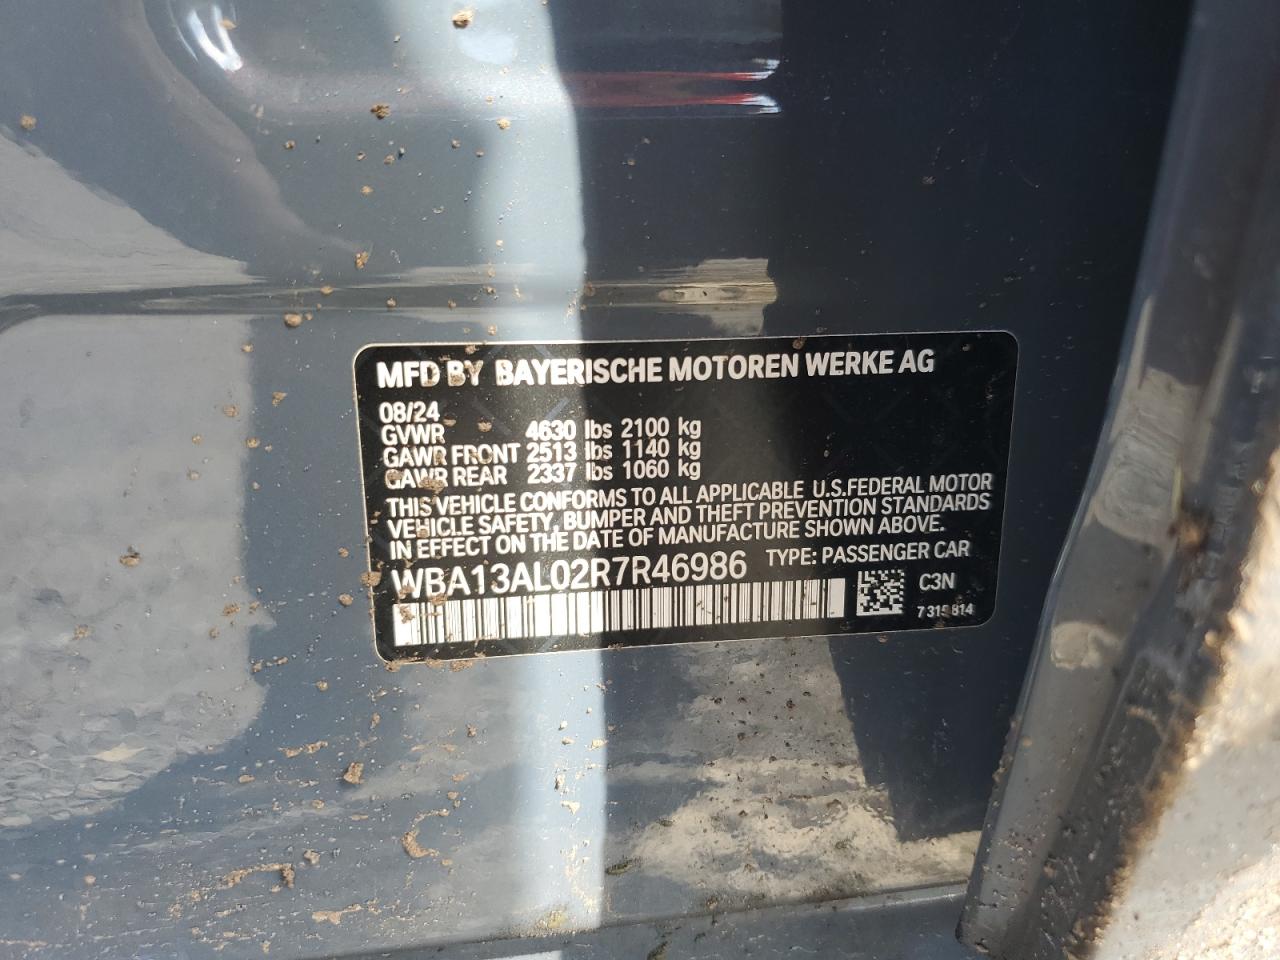 MFD BY BAYERISCHE MOTOREN WERKE AG
08/24
GVWR 4630 lbs 2100 kg
GAWR FRONT 2513 lbs 1140 kg
GAWR REAR 2337 lbs 1060 kg
THIS VEHICLE CONFORMS TO ALL APPLICABLE U.S.FEDERAL MOTOR
VEHICLE SAFETY, BUMPER AND THEFT PREVENTION STANDARDS
IN EFFECT ON THE DATE OF MANUFACTURE SHOWN ABOVE.
WBA13AL02R7R46986 TYPE: PASSENGER CAR
C3N